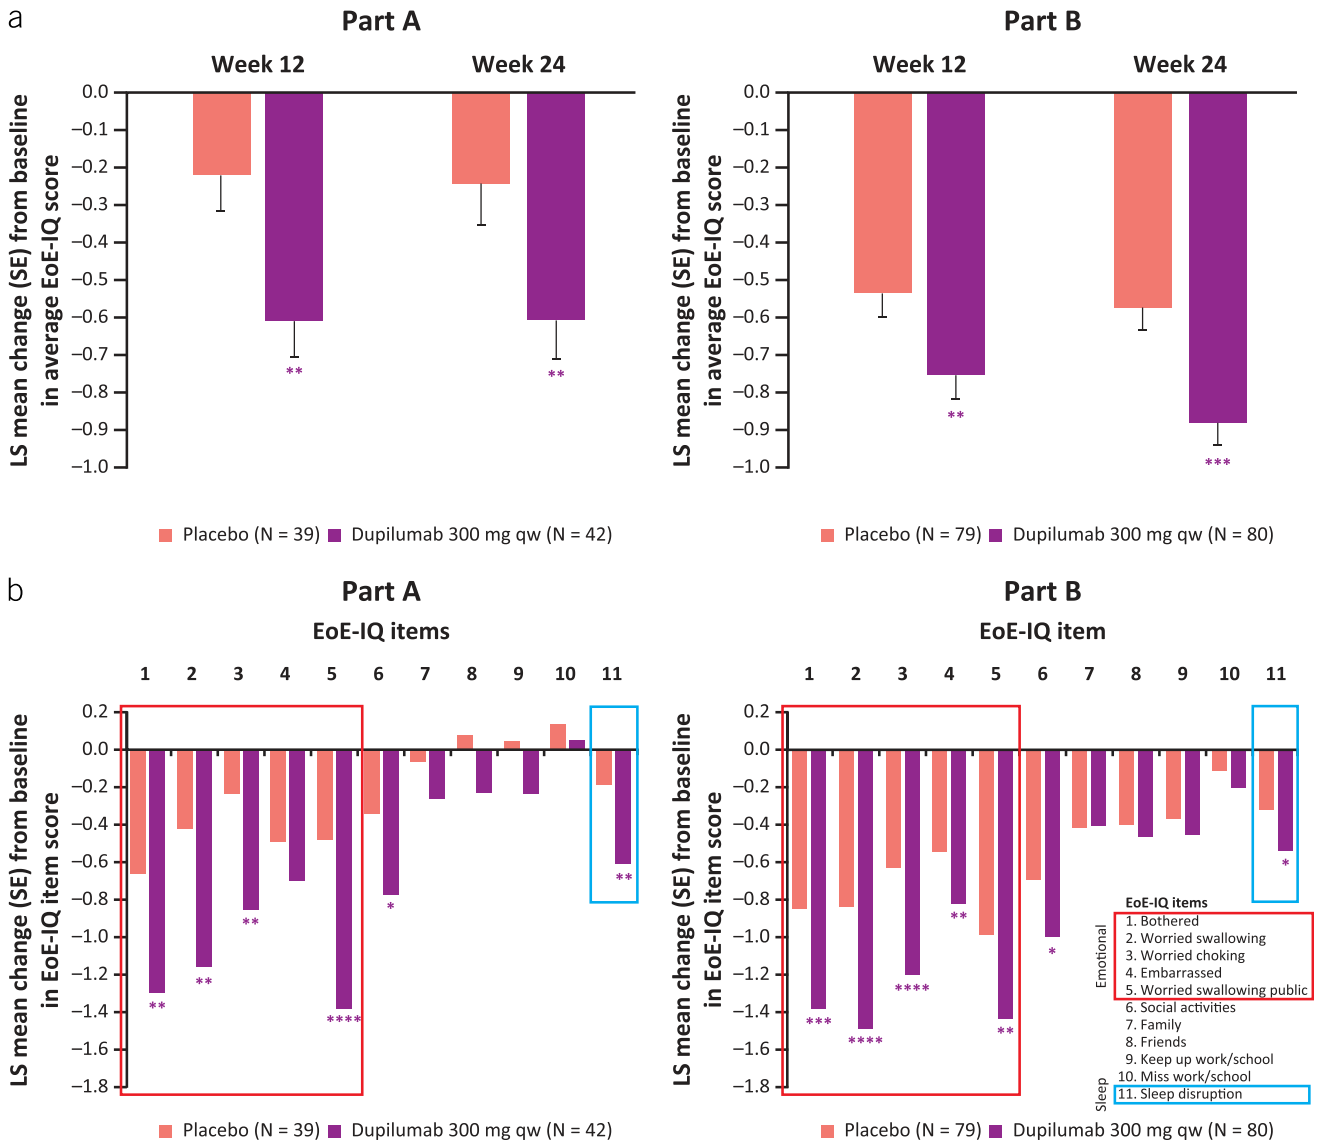 a
Part A
Week 12
Week 24
LS mean change (SE) from baseline
in average EoE-IQ score
0.0
−0.1
−0.2
−0.3
−0.4
−0.5
−0.6
−0.7
−0.8
−0.9
−1.0
**
**
Placebo (N = 39)
Dupilumab 300 mg qw (N = 42)
Part B
Week 12
Week 24
LS mean change (SE) from baseline
in average EoE-IQ score
0.0
−0.1
−0.2
−0.3
−0.4
−0.5
−0.6
−0.7
−0.8
−0.9
−1.0
**
***
Placebo (N = 79)
Dupilumab 300 mg qw (N = 80)
b
Part A
EoE-IQ items
1 2 3 4 5 6 7 8 9 10 11
LS mean change (SE) from baseline
in EoE-IQ item score
0.2
0.0
−0.2
−0.4
−0.6
−0.8
−1.0
−1.2
−1.4
−1.6
−1.8
** ** ** **** * **
Placebo (N = 39)
Dupilumab 300 mg qw (N = 42)
Part B
EoE-IQ item
1 2 3 4 5 6 7 8 9 10 11
LS mean change (SE) from baseline
in EoE-IQ item score
0.2
0.0
−0.2
−0.4
−0.6
−0.8
−1.0
−1.2
−1.4
−1.6
−1.8
*** **** **** ** ** * *
EoE-IQ items
Emotional
1. Bothered
2. Worried swallowing
3. Worried choking
4. Embarrassed
5. Worried swallowing public
6. Social activities
7. Family
8. Friends
9. Keep up work/school
10. Miss work/school
Sleep
11. Sleep disruption
Placebo (N = 79)
Dupilumab 300 mg qw (N = 80)